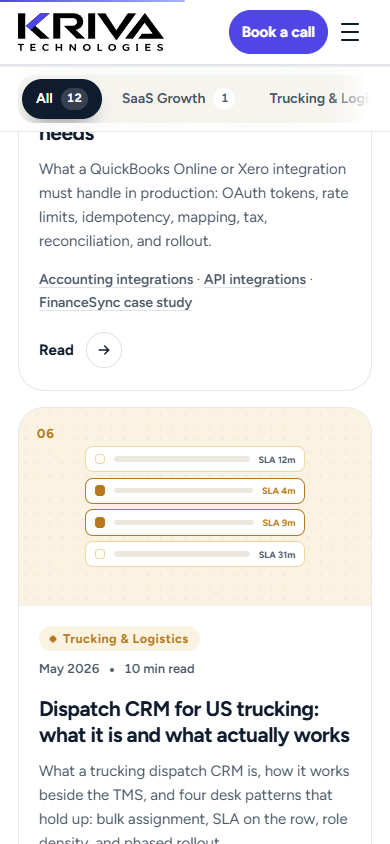 KRIVA
TECHNOLOGIES
Book a call
All 12 SaaS Growth 1 Trucking & Logi
needs
What a QuickBooks Online or Xero integration
must handle in production: OAuth tokens, rate
limits, idempotency, mapping, tax,
reconciliation, and rollout.
Accounting integrations · API integrations ·
FinanceSync case study
Read →
06
SLA 12m
SLA 4m
SLA 9m
SLA 31m
Trucking & Logistics
May 2026 • 10 min read
Dispatch CRM for US trucking:
what it is and what actually works
What a trucking dispatch CRM is, how it works
beside the TMS, and four desk patterns that
hold up: bulk assignment, SLA on the row, role
density, and phased rollout.